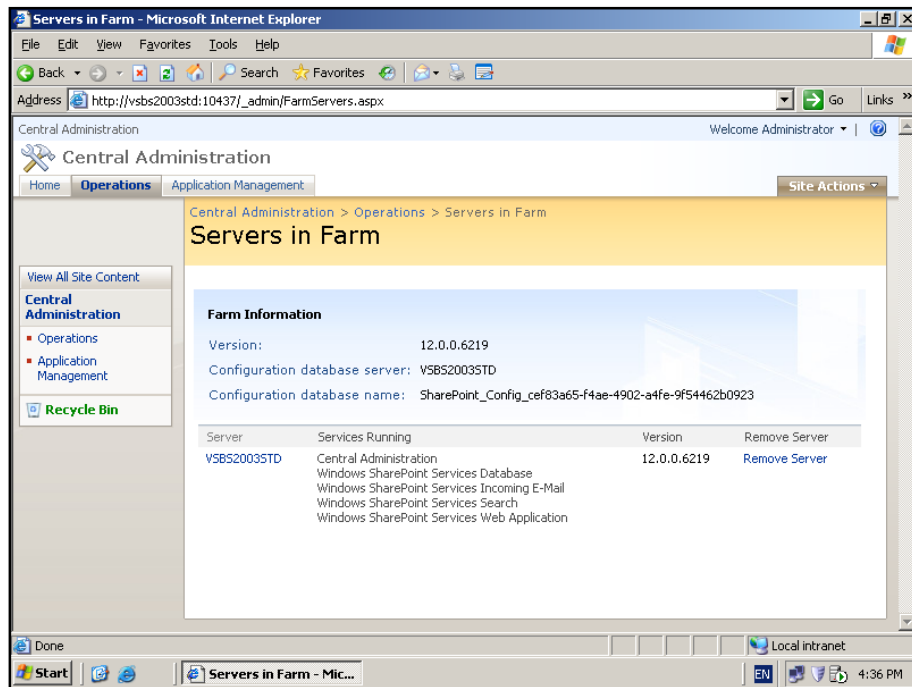 Servers in Farm - Microsoft Internet Explorer
File Edit View Favorites Tools Help
Back Search Favorites
Address http://vsbs2003std:10437/_admin/FarmServers.aspx Go Links »
Central Administration Welcome Administrator
Central Administration
Home Operations Application Management Site Actions
Central Administration > Operations > Servers in Farm
Servers in Farm
View All Site Content
Central
Administration
Operations
Application
Management
Recycle Bin
Farm Information
Version: 12.0.0.6219
Configuration database server: VSBS2003STD
Configuration database name: SharePoint_Config_cef83a65-f4ae-4902-a4fe-9f54462b0923
Server Services Running Version Remove Server
VSBS2003STD Central Administration 12.0.0.6219 Remove Server
Windows SharePoint Services Database
Windows SharePoint Services Incoming E-Mail
Windows SharePoint Services Search
Windows SharePoint Services Web Application
Done Local intranet
Start Servers in Farm - Mic... EN 4:36 PM